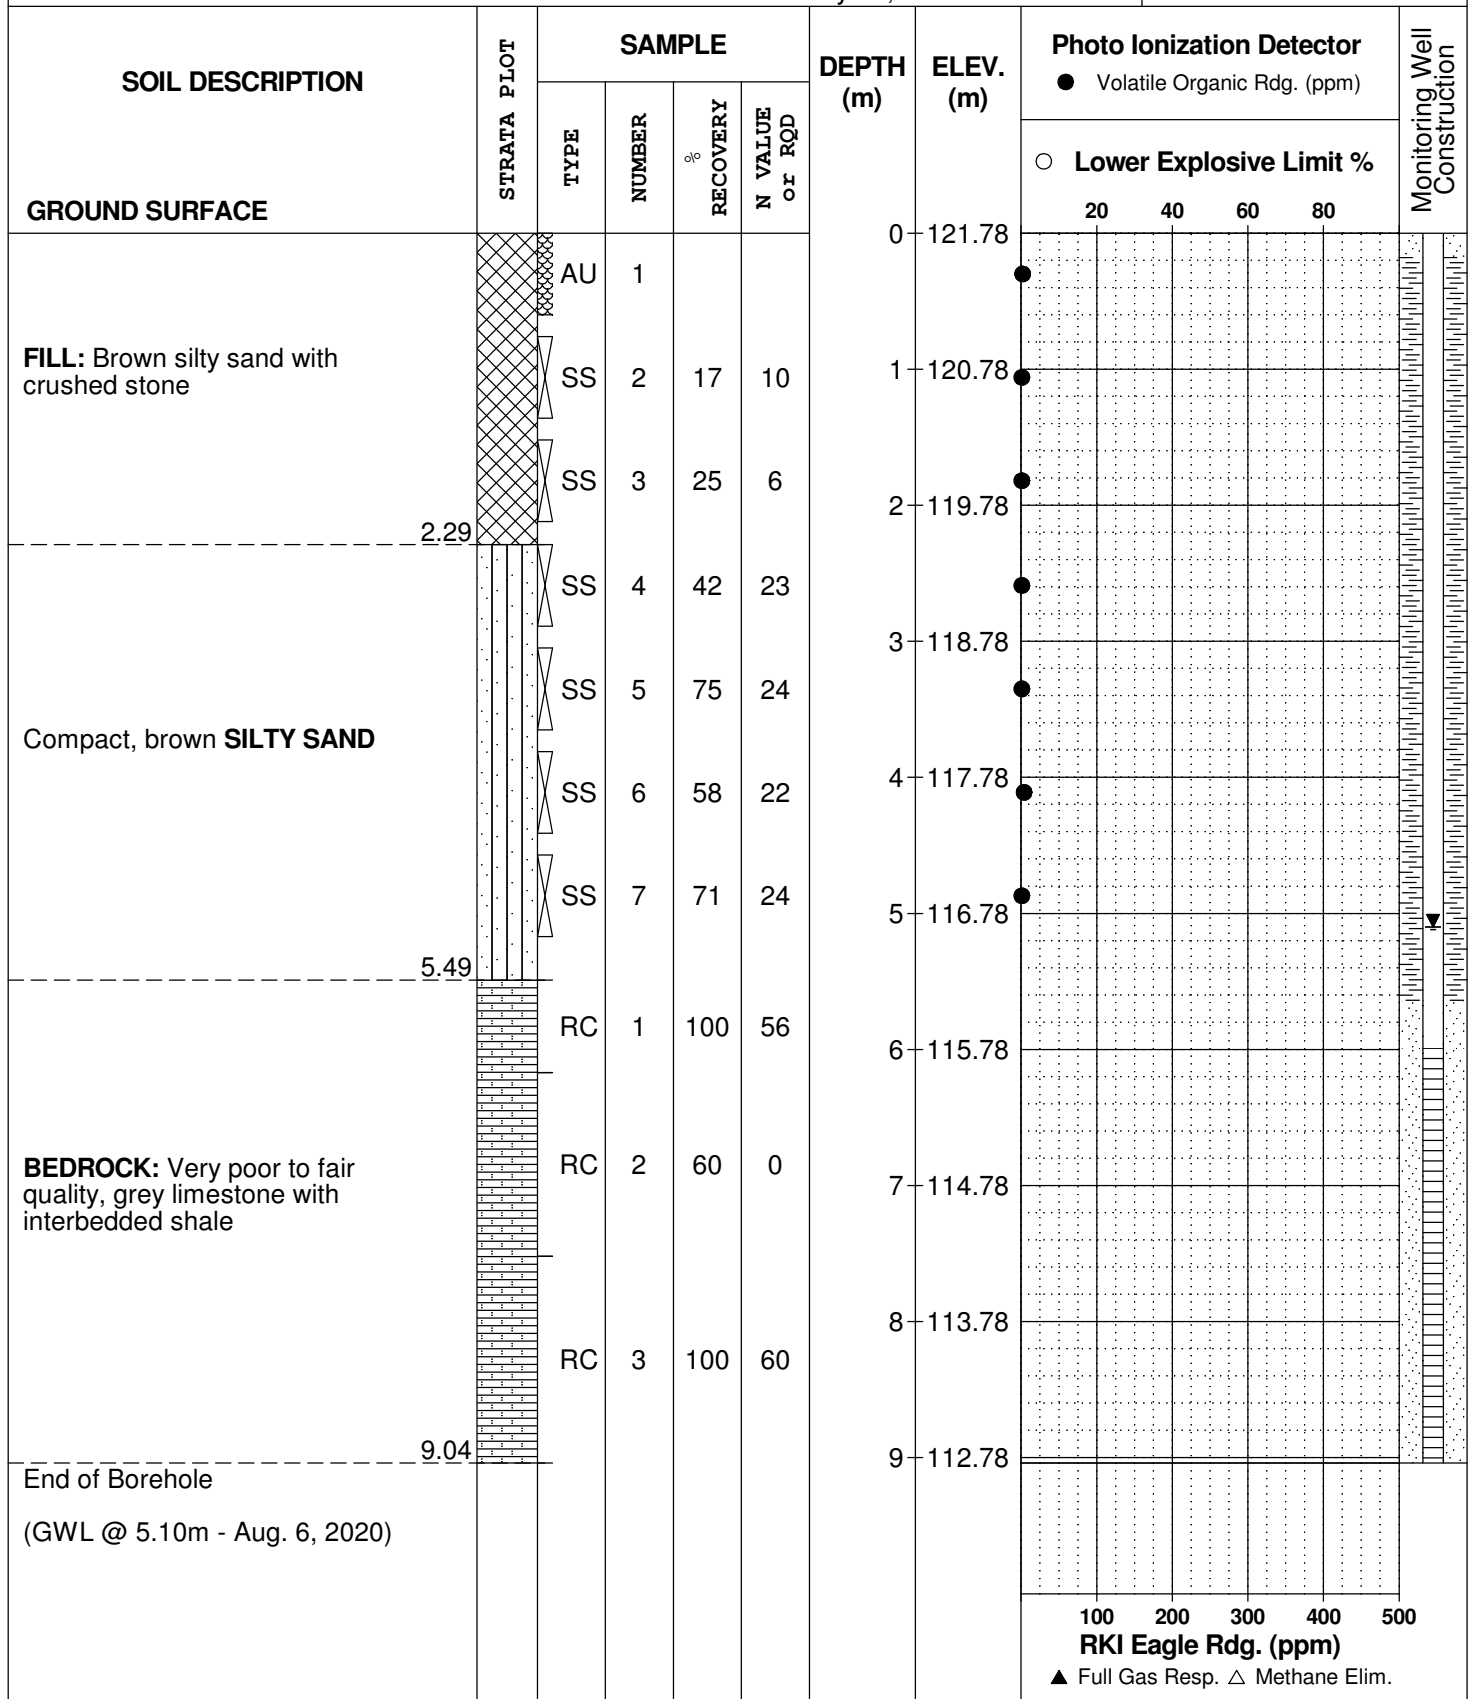 SOIL DESCRIPTION
GROUND SURFACE
STRATA PLOT
SAMPLE
TYPE
NUMBER
%
RECOVERY
N VALUE
or RQD
DEPTH
(m)
ELEV.
(m)
Photo Ionization Detector
● Volatile Organic Rdg. (ppm)
○ Lower Explosive Limit %
20 40 60 80
Monitoring Well
Construction
0 121.78
AU 1
FILL: Brown silty sand with
crushed stone
SS 2 17 10
1 120.78
SS 3 25 6
2 119.78
2.29
SS 4 42 23
3 118.78
SS 5 75 24
Compact, brown SILTY SAND
4 117.78
SS 6 58 22
SS 7 71 24
5 116.78
5.49
RC 1 100 56
6 115.78
BEDROCK: Very poor to fair
quality, grey limestone with
interbedded shale
RC 2 60 0
7 114.78
8 113.78
RC 3 100 60
9.04
9 112.78
End of Borehole
(GWL @ 5.10m - Aug. 6, 2020)
100 200 300 400 500
RKI Eagle Rdg. (ppm)
▲ Full Gas Resp. △ Methane Elim.